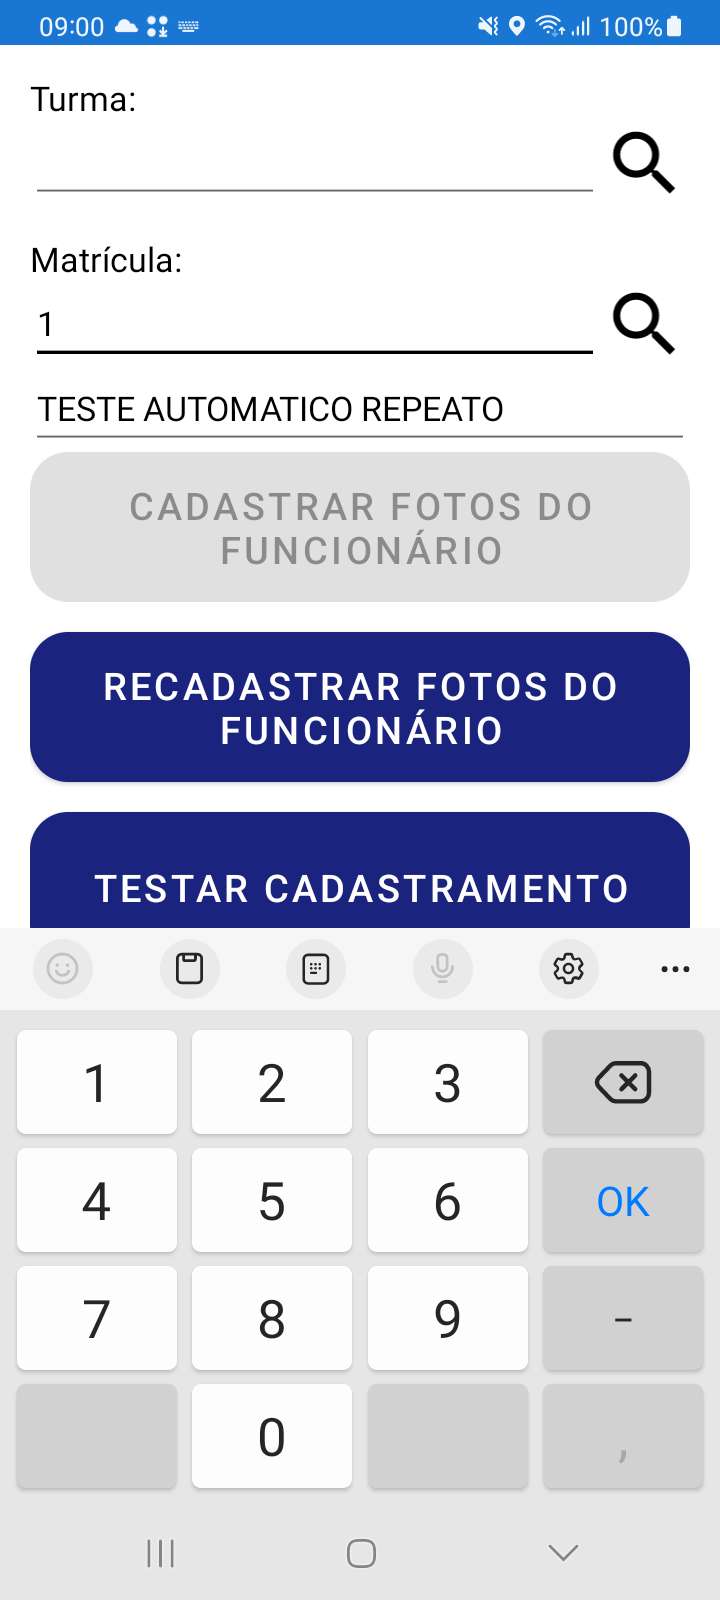 09:00 100%
Turma:
Matrícula:
1
TESTE AUTOMATICO REPEATO
CADASTRAR FOTOS DO
FUNCIONÁRIO
RECADASTRAR FOTOS DO
FUNCIONÁRIO
TESTAR CADASTRAMENTO
1 2 3
4 5 6 OK
7 8 9 -
0 ,